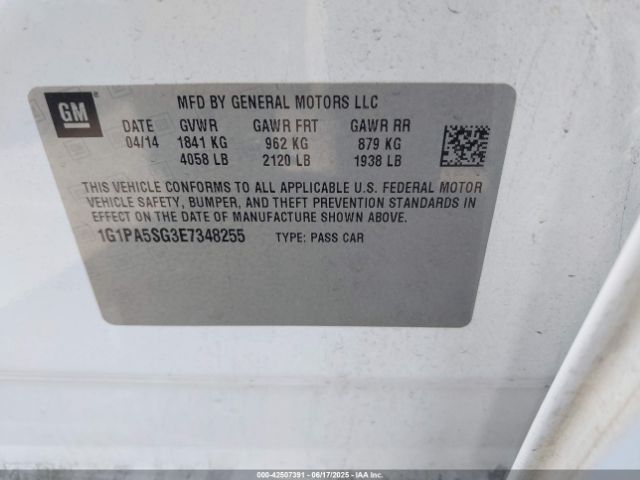 GM
MFD BY GENERAL MOTORS LLC
DATE GVWR GAWR FRT GAWR RR
04/14 1841 KG 962 KG 879 KG
4058 LB 2120 LB 1938 LB
THIS VEHICLE CONFORMS TO ALL APPLICABLE U.S. FEDERAL MOTOR
VEHICLE SAFETY, BUMPER, AND THEFT PREVENTION STANDARDS IN
EFFECT ON THE DATE OF MANUFACTURE SHOWN ABOVE.
1G1PA5SG3E7348255 TYPE: PASS CAR
000-42507391 - 06/17/2025 - IAAI.COM